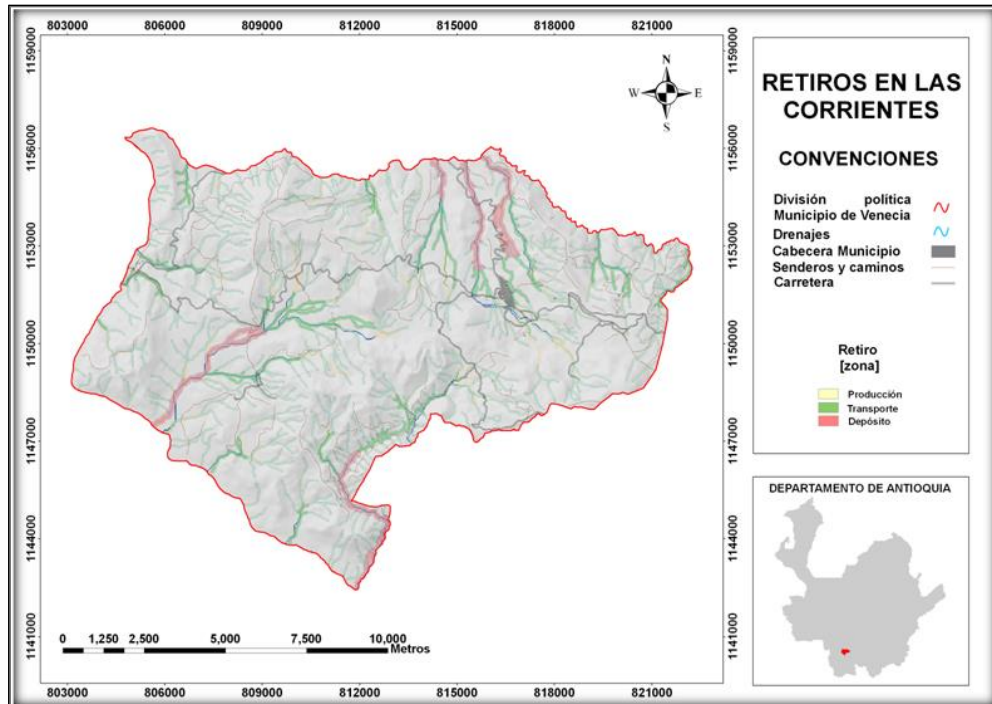 803000 806000 809000 812000 815000 818000 821000
1159000
1156000
1153000
1150000
1147000
1144000
1141000
N
W E
S
1159000
1156000
1153000
1150000
1147000
1144000
1141000
0 1,250 2,500 5,000 7,500 10,000
Metros
803000 806000 809000 812000 815000 818000 821000
RETIROS EN LAS
CORRIENTES
CONVENCIONES
División política
Municipio de Venecia
Drenajes
Cabecera Municipio
Senderos y caminos
Carretera
Retiro
[zona]
Producción
Transporte
Depósito
DEPARTAMENTO DE ANTIOQUIA